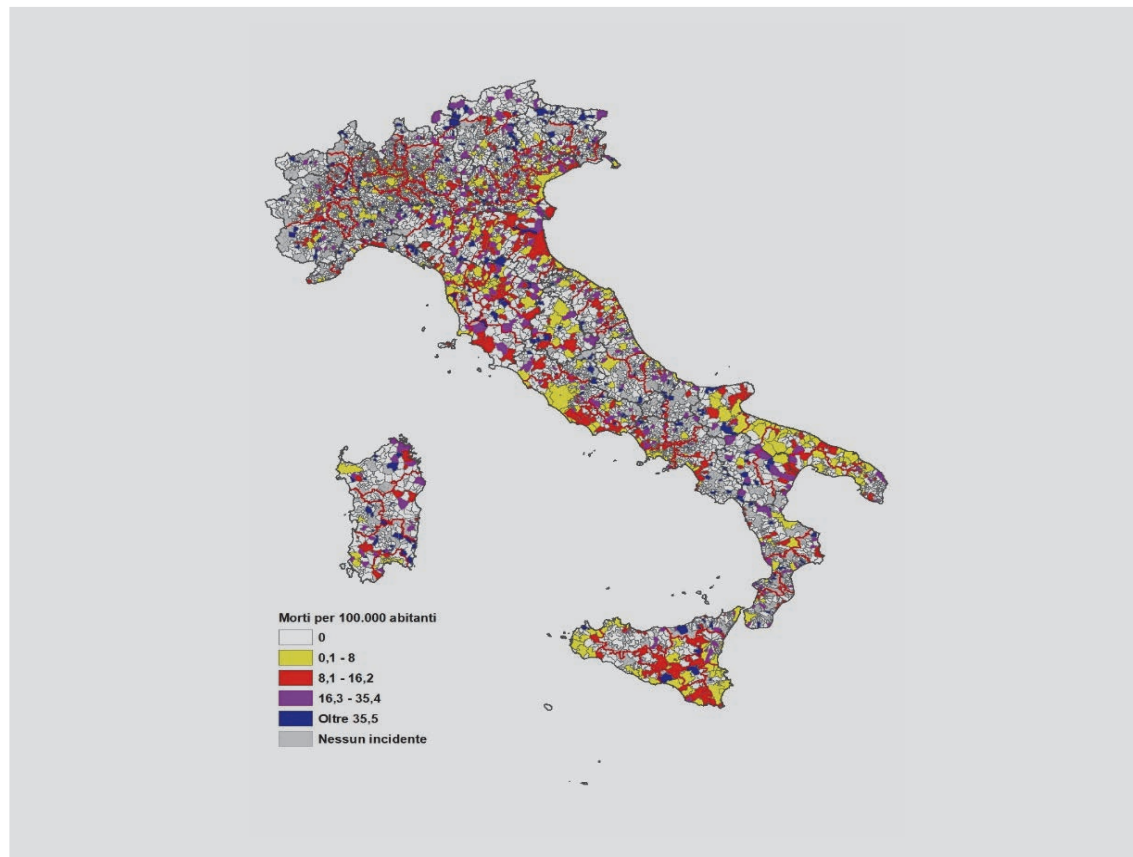 Morti per 100.000 abitanti
0
0,1 - 8
8,1 - 16,2
16,3 - 35,4
Oltre 35,5
Nessun incidente